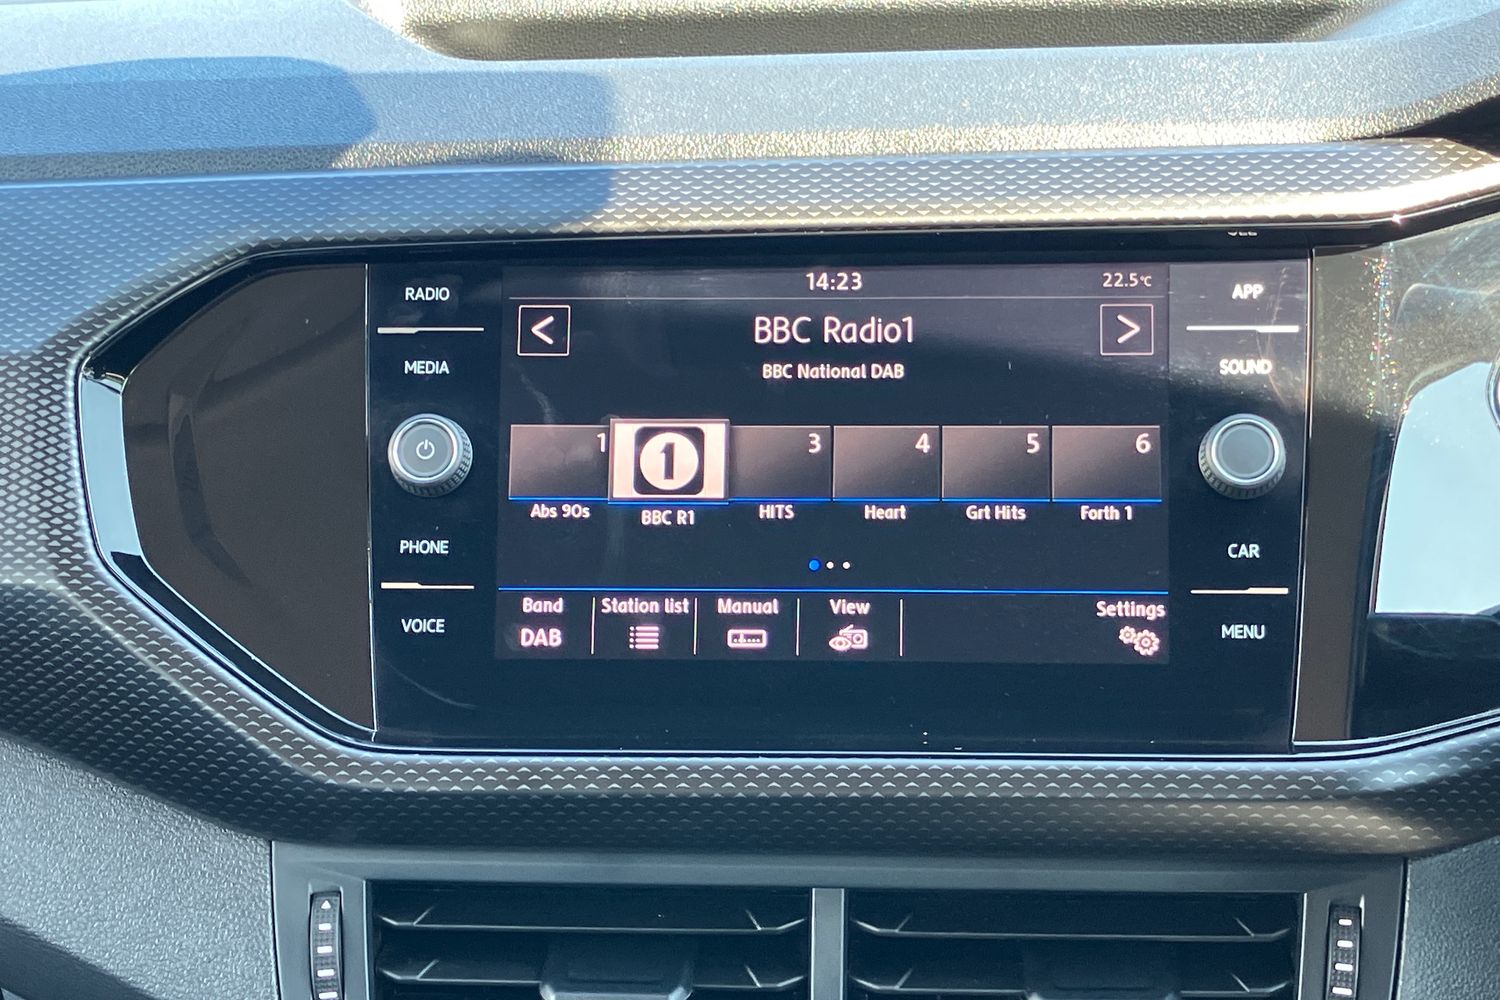 14:23
22.5°C
RADIO
APP
<
BBC Radio1
>
MEDIA
BBC National DAB
SOUND
1
1
3
4
5
6
Abs 90s
BBC R1
HITS
Heart
Grt Hits
Forth 1
PHONE
CAR
Band
Station list
Manual
View
Settings
DAB
VOICE
MENU